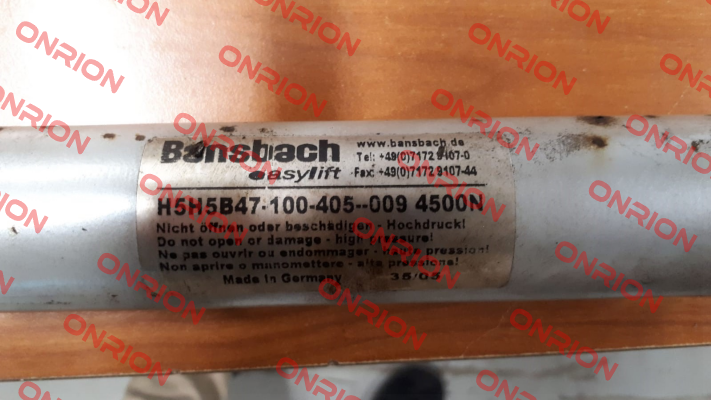 Bansbach
easylift
www.bansbach.de
Tel: +49(0)7172 9107-0
Fax: +49(0)7172 9107-44
H5H5B47-100-405--009 4500N
Nicht öffnen oder beschädigen - Hochdruck!
Do not open or damage - high pressure!
Ne pas ouvrir ou endommager - haute pression!
Non aprire o manomettere - alta pressione!
Made in Germany 35/05
ONRION